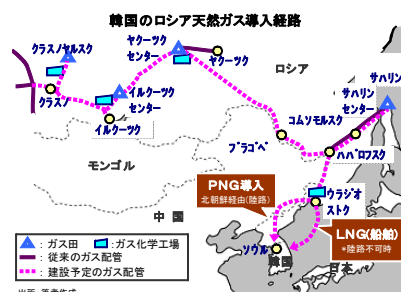 韓国のロシア天然ガス導入経路
クラスノヤルスク
ヤクーツク
センター
ヤクーツク
ロシア
サハリン
センター
イルクーツク
センター
クラスノ
イルクーツク
コムソモルスク
ブラゴベ
ハバロフスク
モンゴル
PNG導入
北朝鮮経由(陸路)
ウラジオ
ストク
中 国
LNG(船舶)
*陸路不可時
ソウル
韓国
日本
: ガス田
:ガス化学工場
: 従来のガス配管
: 建設予定のガス配管